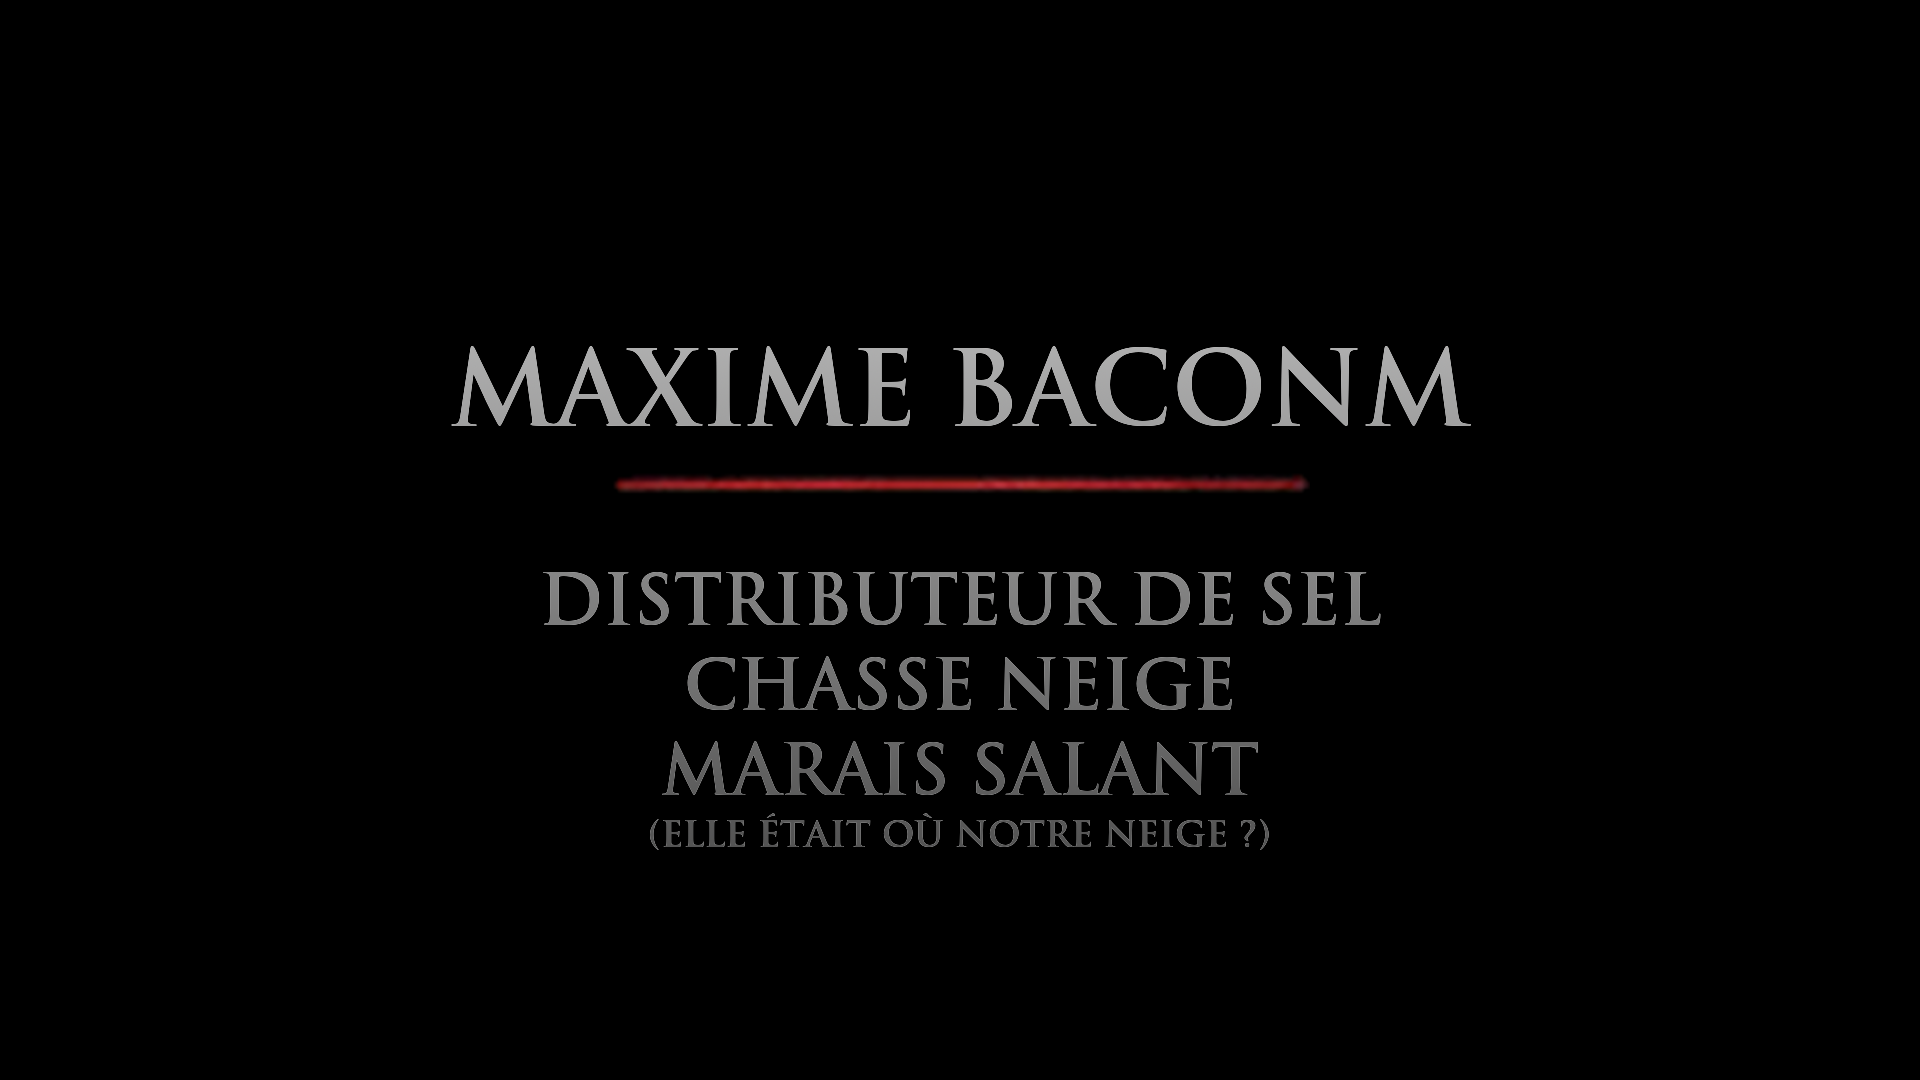 MAXIME BACONM
DISTRIBUTEUR DE SEL
CHASSE NEIGE
MARAIS SALANT
(ELLE ÉTAIT OÙ NOTRE NEIGE ?)